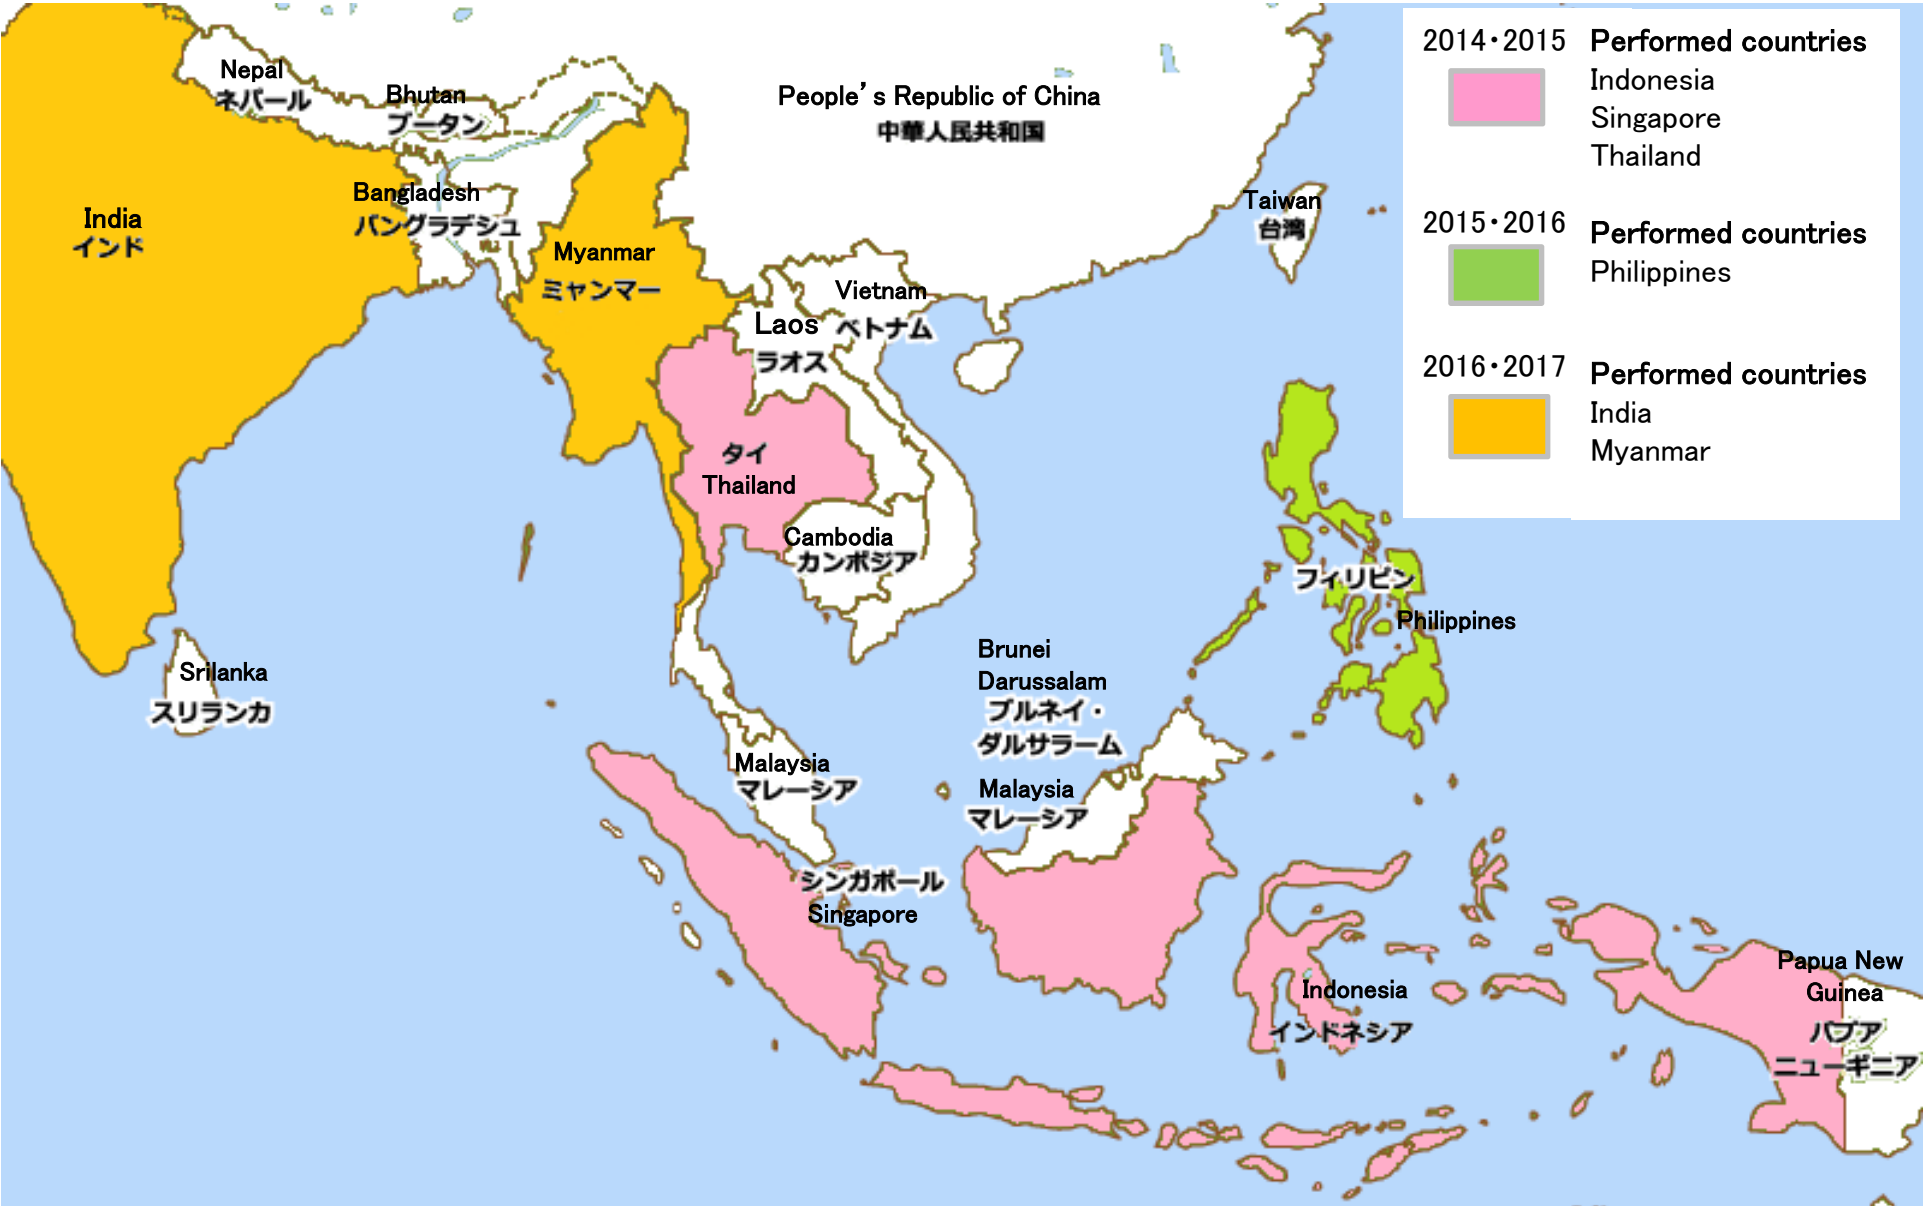 2014・2015 Performed countries
Indonesia
Singapore
Thailand
2015・2016 Performed countries
Philippines
2016・2017 Performed countries
India
Myanmar
Nepal
ネパール
Bhutan
ブータン
People's Republic of China
中華人民共和国
Bangladesh
バングラデシュ
India
インド
Taiwan
台湾
Myanmar
ミャンマー
Vietnam
ベトナム
Laos
ラオス
タイ
Thailand
Cambodia
カンボジア
フィリピン
Philippines
Srilanka
スリランカ
Brunei
Darussalam
ブルネイ・
ダルサラーム
Malaysia
マレーシア
Malaysia
マレーシア
シンガポール
Singapore
Indonesia
インドネシア
Papua New
Guinea
パプア
ニューギニア